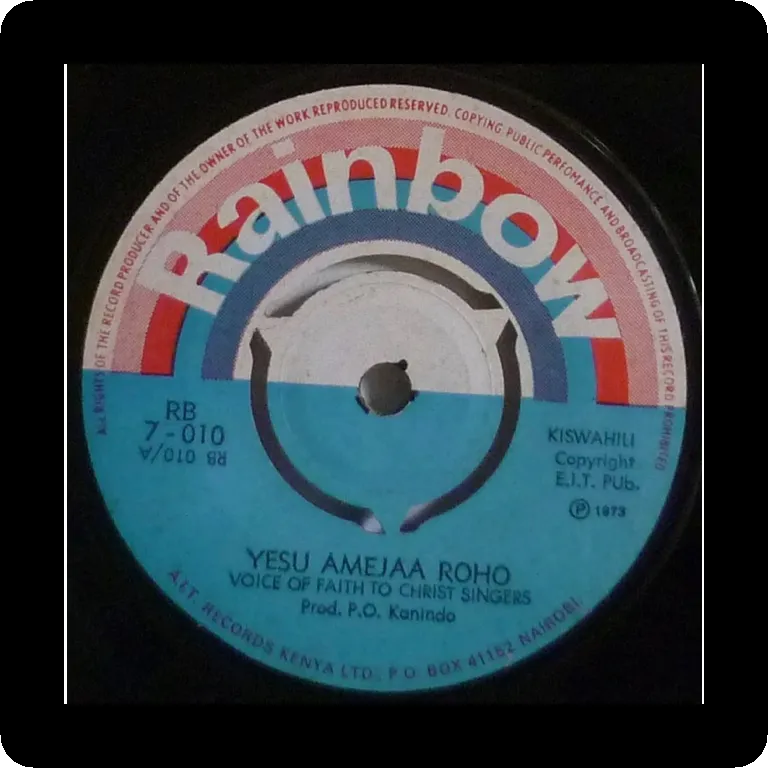 ALL RIGHTS OF THE RECORD PRODUCER AND OF THE OWNER OF THE WORK REPRODUCED RESERVED. COPYING PUBLIC PERFOMANCE AND BROADCASTING OF THIS RECORD PROHIBITED
Rainbow
RB
7-010
RB 010/A
KISWAHILI
Copyright
E.I.T. PUb.
Ⓟ 1973
YESU AMEJAA ROHO
VOICE OF FAITH TO CHRIST SINGERS
Prod. P.O. Kanindo
A.I.T. RECORDS KENYA LTD., P.O. BOX 41152 NAIROBI.